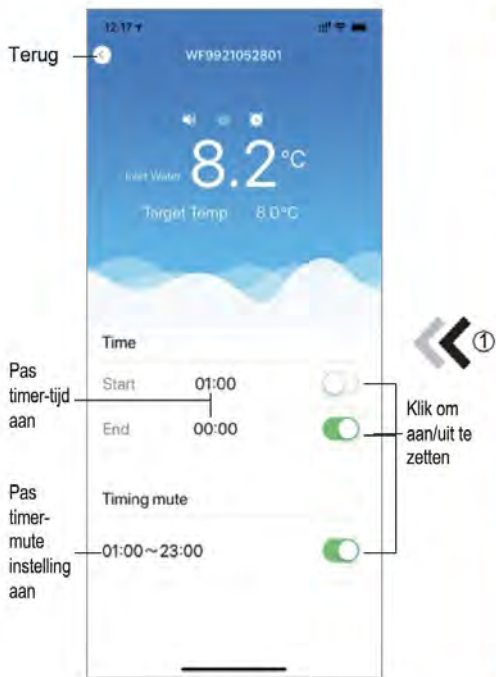 12:17
Terug
WF9921052801
8.2°C
Inlet Water
Target Temp 8.0°C
①
Time
Pas
timer-tijd
aan
Start 01:00
End 00:00
Klik om
aan/uit te
zetten
Pas
timer-
mute
instelling
aan
Timing mute
01:00~23:00